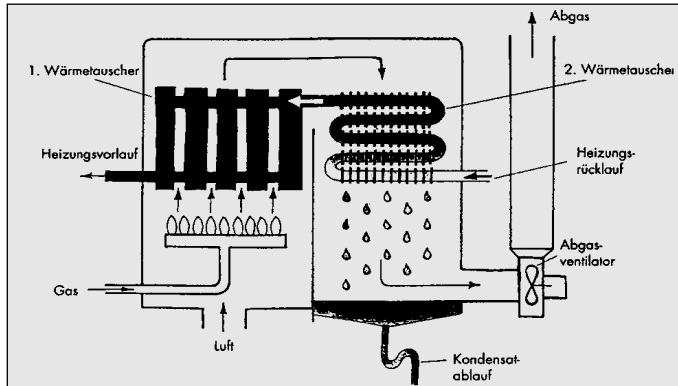 Abgas
1. Wärmetauscher
2. Wärmetauscher
Heizungsvorlauf
Heizungs-
rücklauf
Abgas-
ventilator
Gas
Luft
Kondensat-
ablauf